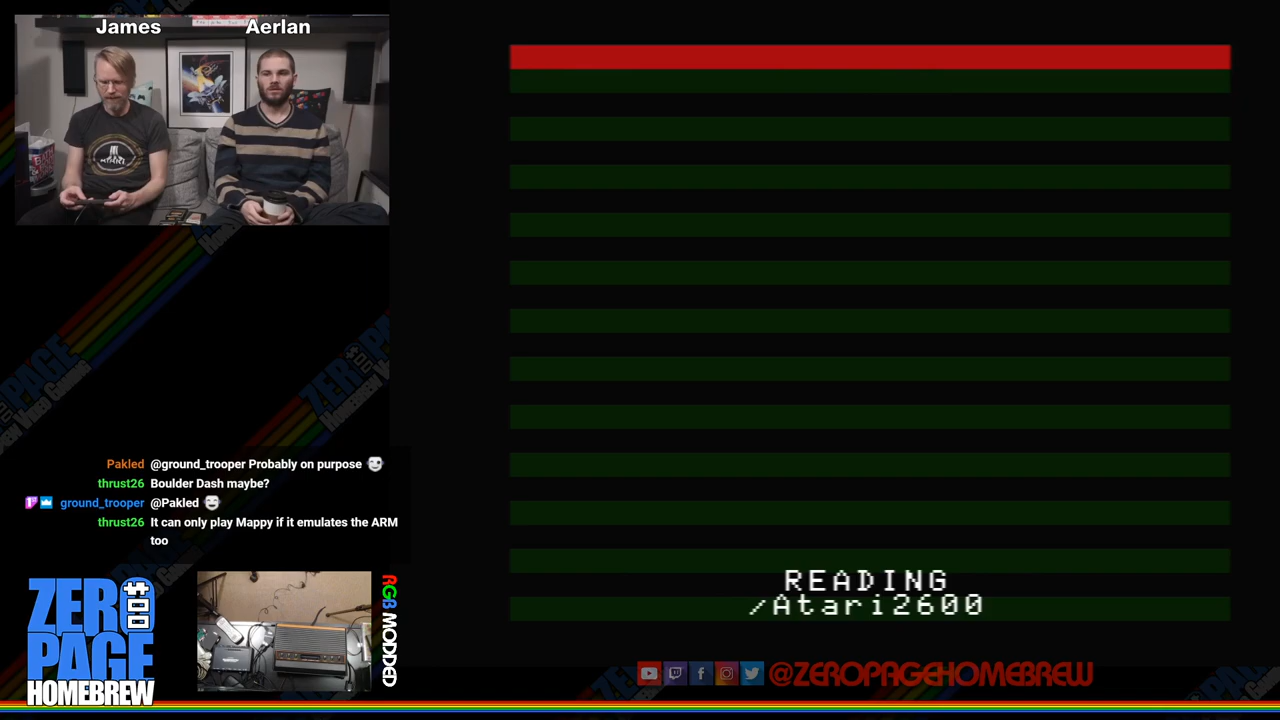 James
Aerlan
READING
/Atari2600
Pakled @ground_trooper Probably on purpose
thrust26 Boulder Dash maybe?
ground_trooper @Pakled
thrust26 It can only play Mappy if it emulates the ARM
too
ZERO $00
PAGE
HOMEBREW
RGB MODDED
@ZEROPAGEHOMEBREW